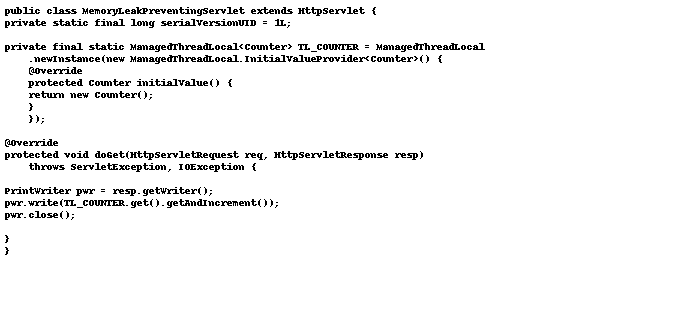 public class MemoryLeakPreventingServlet extends HttpServlet {
private static final long serialVersionUID = 1L;
private final static ManagedThreadLocal<Counter> TL_COUNTER = ManagedThreadLocal
.newInstance(new ManagedThreadLocal.InitialValueProvider<Counter>() {
@Override
protected Counter initialValue() {
return new Counter();
}
});
@Override
protected void doGet(HttpServletRequest req, HttpServletResponse resp)
throws ServletException, IOException {
PrintWriter pwr = resp.getWriter();
pwr.write(TL_COUNTER.get().getAndIncrement());
pwr.close();
}
}